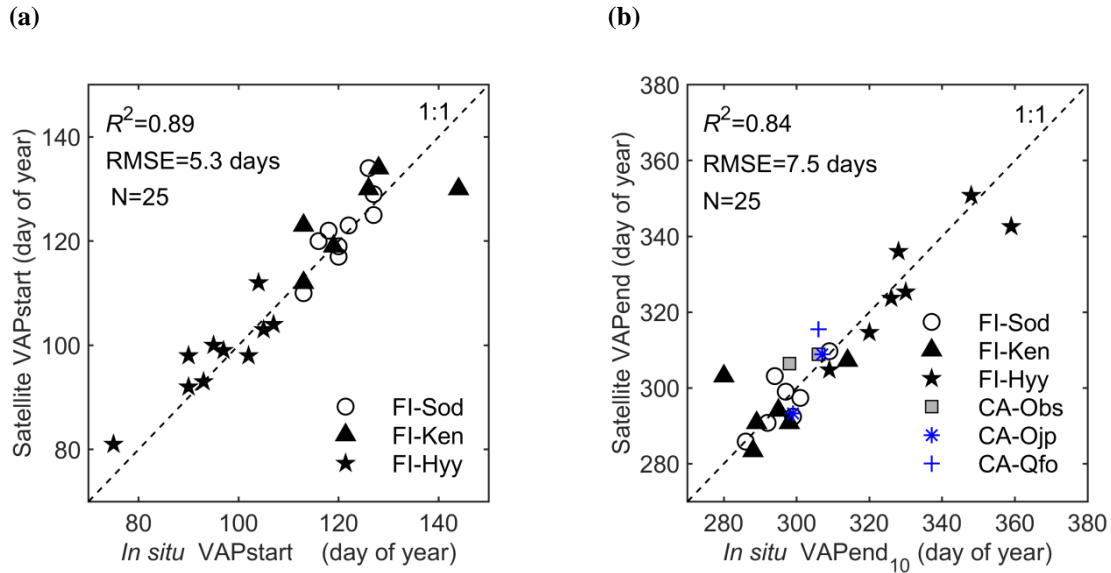 (a)
R²=0.89
RMSE=5.3 days
N=25
1:1
Satellite VAPstart (day of year)
140
120
100
80
FI-Sod
FI-Ken
FI-Hyy
80 100 120 140
In situ VAPstart (day of year)
(b)
R²=0.84
RMSE=7.5 days
N=25
1:1
Satellite VAPend (day of year)
380
360
340
320
300
280
FI-Sod
FI-Ken
FI-Hyy
CA-Obs
CA-Ojp
CA-Qfo
280 300 320 340 360 380
In situ VAPend₁₀ (day of year)